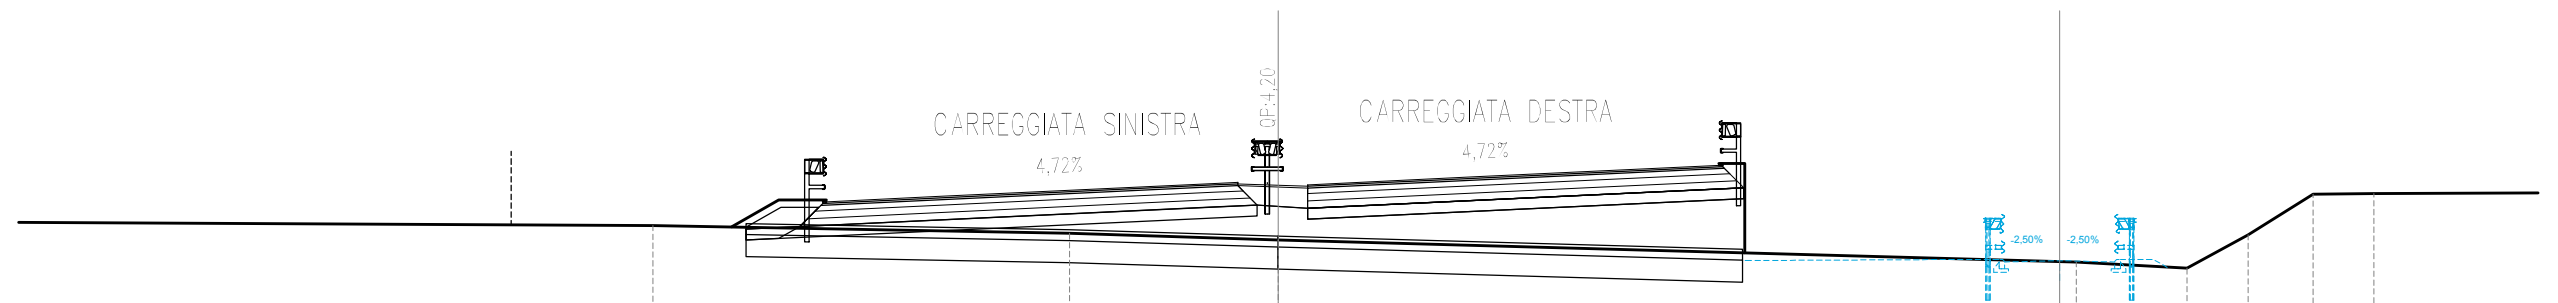 CARREGGIATA SINISTRA
4,72%
QP:4,20
CARREGGIATA DESTRA
4,72%
-2,50%
-2,50%